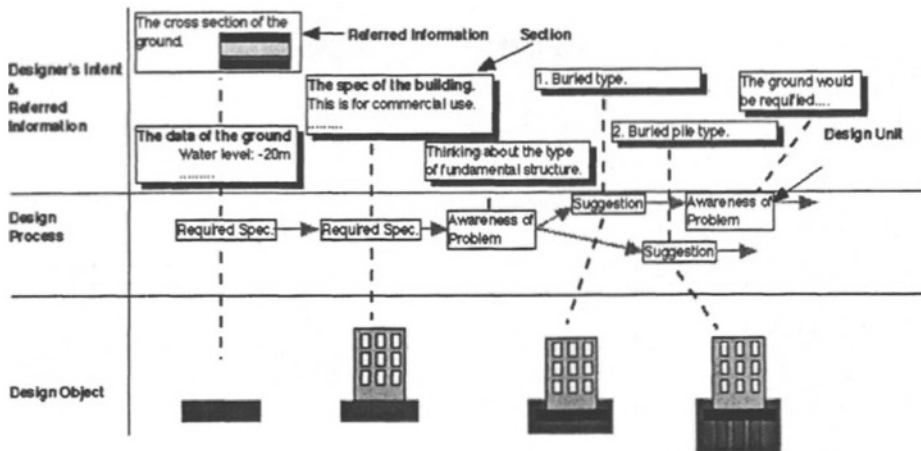 The cross section of the
ground.
Referred Information
Section
Designer's Intent
&
Referred
Information
The spec of the building.
This is for commercial use.
.........
1. Buried type.
The ground would
be requified....
The data of the ground
Water level: -20m
.........
2. Buried pile type.
Design Unit
Thinking about the type
of fundamental structure.
Design
Process
Required Spec.
Required Spec.
Awareness of
Problem
Suggestion
Awareness of
Problem
Suggestion
Design Object